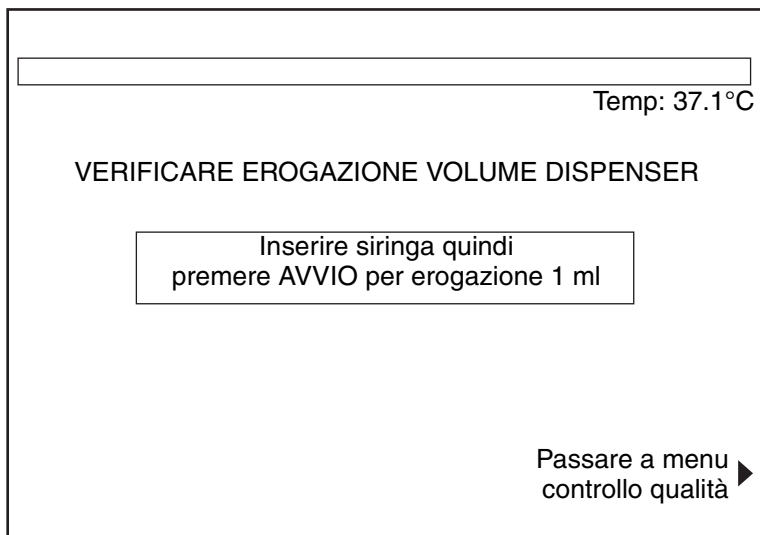 Temp: 37.1°C
VERIFICARE EROGAZIONE VOLUME DISPENSER
Inserire siringa quindi
premere AVVIO per erogazione 1 ml
Passare a menu
controllo qualità